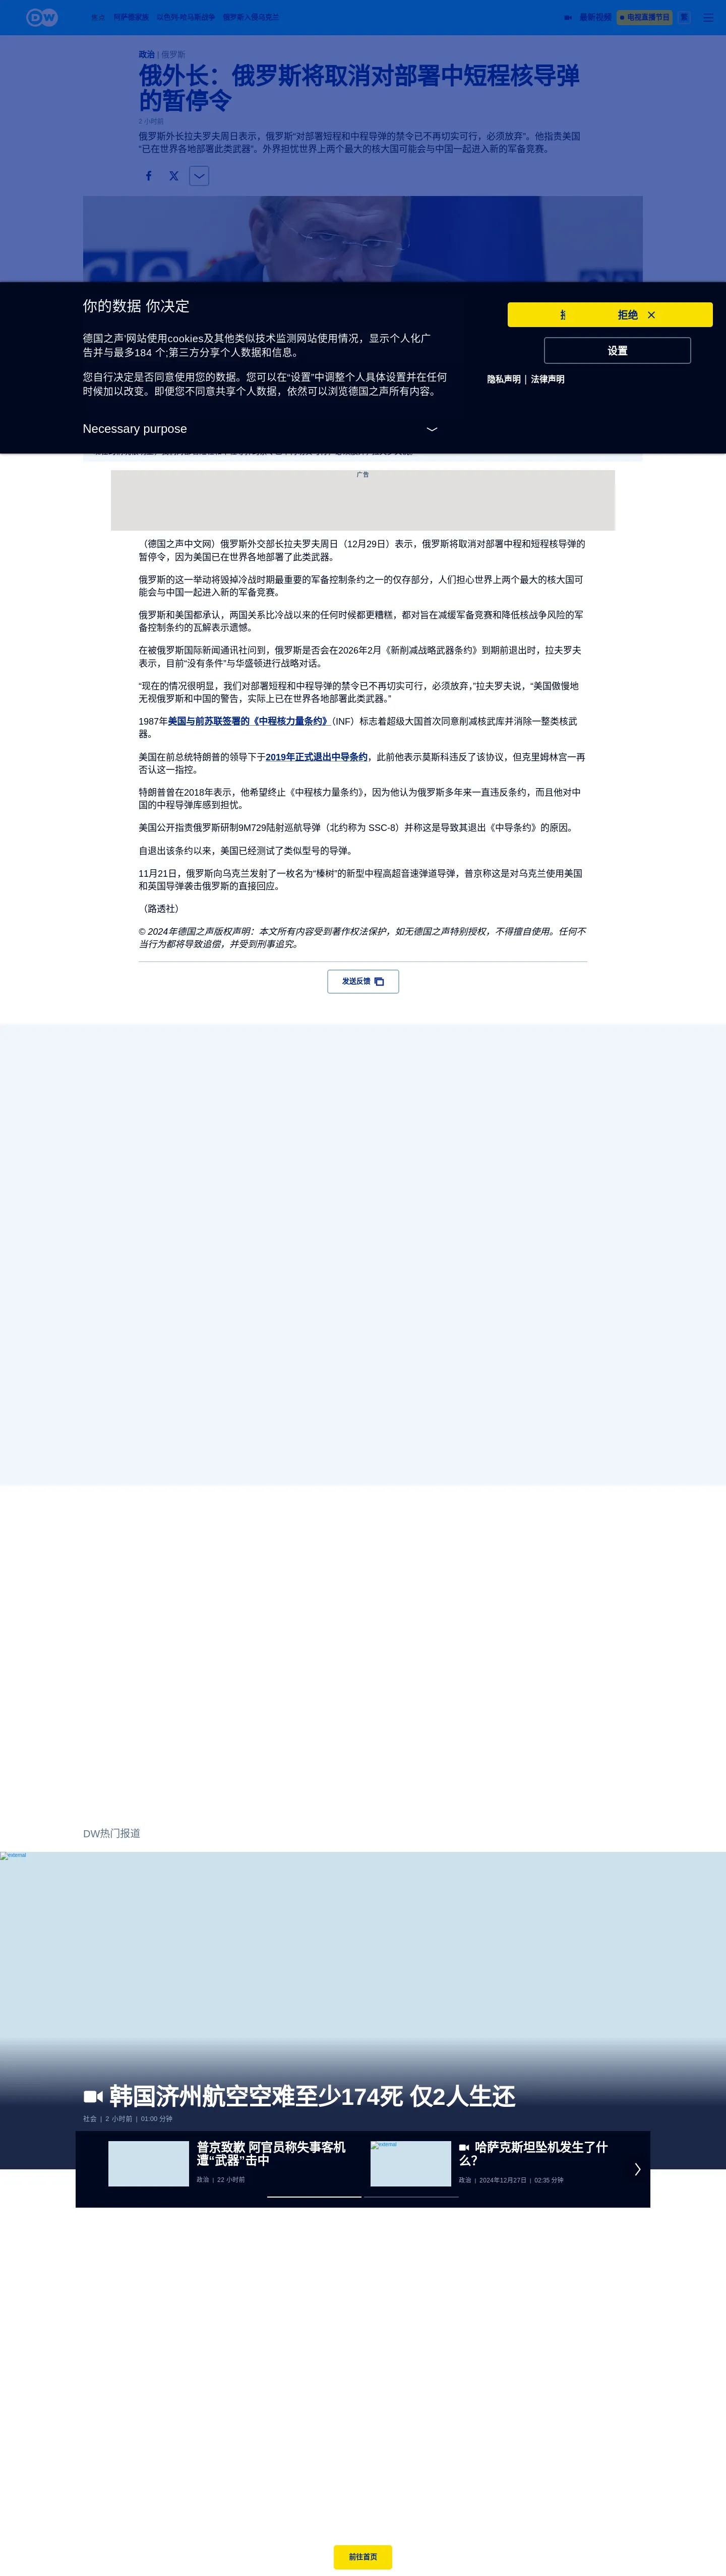 DW
焦点 阿萨德家族 以色列-哈马斯战争 俄罗斯入侵乌克兰
最新视频 电视直播节目
政治 | 俄罗斯
俄外长：俄罗斯将取消对部署中短程核导弹
的暂停令
2 小时前
俄罗斯外长拉夫罗夫周日表示，俄罗斯“对部署短程和中程导弹的禁令已不再切实可行，必须放弃”。他指责美国
“已在世界各地部署此类武器”。外界担忧世界上两个最大的核大国可能会与中国一起进入新的军备竞赛。
你的数据 你决定
德国之声'网站使用cookies及其他类似技术监测网站使用情况，显示个人化广
告并与最多184 个;第三方分享个人数据和信息。
您自行决定是否同意使用您的数据。您可以在“设置”中调整个人具体设置并在任何
时候加以改变。即便您不同意共享个人数据，依然可以浏览德国之声所有内容。
Necessary purpose
拒绝
设置
隐私声明 | 法律声明
广告
（德国之声中文网）俄罗斯外交部长拉夫罗夫周日（12月29日）表示，俄罗斯将取消对部署中程和短程核导弹的
暂停令，因为美国已在世界各地部署了此类武器。
俄罗斯的这一举动将毁掉冷战时期最重要的军备控制条约之一的仅存部分，人们担心世界上两个最大的核大国可
能会与中国一起进入新的军备竞赛。
俄罗斯和美国都承认，两国关系比冷战以来的任何时候都更糟糕，都对旨在减缓军备竞赛和降低核战争风险的军
备控制条约的瓦解表示遗憾。
在被俄罗斯国际新闻通讯社问到，俄罗斯是否会在2026年2月《新削减战略武器条约》到期前退出时，拉夫罗夫
表示，目前“没有条件”与华盛顿进行战略对话。
“现在的情况很明显，我们对部署短程和中程导弹的禁令已不再切实可行，必须放弃，”拉夫罗夫说，“美国傲慢地
无视俄罗斯和中国的警告，实际上已在世界各地部署此类武器。”
1987年美国与前苏联签署的《中程核力量条约》（INF）标志着超级大国首次同意削减核武库并消除一整类核武
器。
美国在前总统特朗普的领导下于2019年正式退出中导条约，此前他表示莫斯科违反了该协议，但克里姆林宫一再
否认这一指控。
特朗普曾在2018年表示，他希望终止《中程核力量条约》，因为他认为俄罗斯多年来一直违反条约，而且他对中
国的中程导弹库感到担忧。
美国公开指责俄罗斯研制9M729陆射巡航导弹（北约称为 SSC-8）并称这是导致其退出《中导条约》的原因。
自退出该条约以来，美国已经测试了类似型号的导弹。
11月21日，俄罗斯向乌克兰发射了一枚名为“榛树”的新型中程高超音速弹道导弹，普京称这是对乌克兰使用美国
和英国导弹袭击俄罗斯的直接回应。
（路透社）
© 2024年德国之声版权声明：本文所有内容受到著作权法保护，如无德国之声特别授权，不得擅自使用。任何不
当行为都将导致追偿，并受到刑事追究。
发送反馈
DW热门报道
external
韩国济州航空空难至少174死 仅2人生还
社会 | 2 小时前 | 01:00 分钟
普京致歉 阿官员称失事客机
遭“武器”击中
政治 | 22 小时前
external
哈萨克斯坦坠机发生了什
么？
政治 | 2024年12月27日 | 02:35 分钟
前往首页